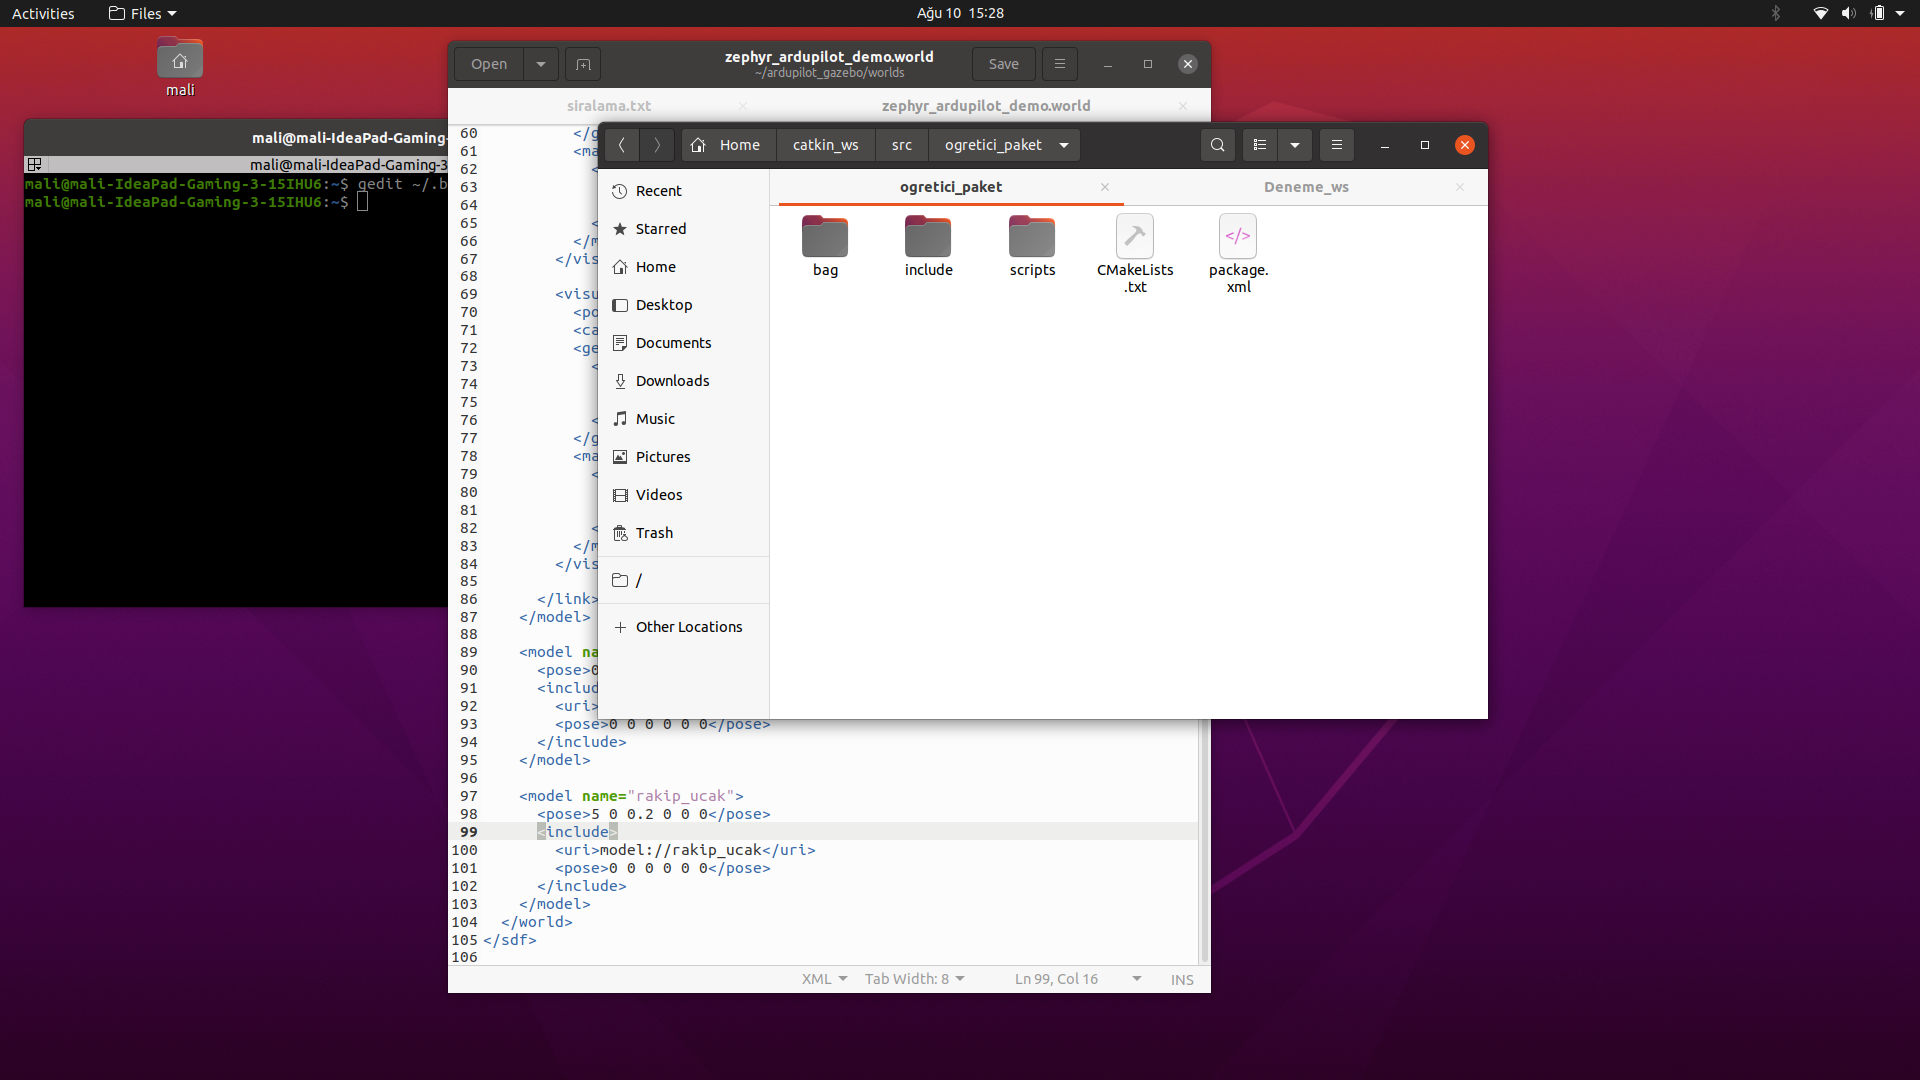 Activities
Files
Ağu 10 15:28
mali
Open
zephyr_ardupilot_demo.world
~/ardupilot_gazebo/worlds
Save
siralama.txt
zephyr_ardupilot_demo.world
mali@mali-IdeaPad-Gaming-
mali@mali-IdeaPad-Gaming-3
mali@mali-IdeaPad-Gaming-3-15IHU6:~$ gedit ~/.b
mali@mali-IdeaPad-Gaming-3-15IHU6:~$
Home
catkin_ws
src
ogretici_paket
ogretici_paket
Deneme_ws
Recent
Starred
Home
Desktop
Documents
Downloads
Music
Pictures
Videos
Trash
/
Other Locations
bag
include
scripts
CMakeLists
.txt
package.
xml
60 </g
61 <ma
62 <
63
64
65 <
66 </m
67 </vis
68
69 <visu
70 <po
71 <ca
72 <ge
73 <
74
75
76 <
77 </g
78 <ma
79 <
80
81
82 <
83 </m
84 </vis
85
86 </link>
87 </model>
88
89 <model na
90 <pose>0
91 <includ
92 <uri>
93 <pose>0 0 0 0 0 0</pose>
94 </include>
95 </model>
96
97 <model name="rakip_ucak">
98 <pose>5 0 0.2 0 0 0</pose>
99 <include>
100 <uri>model://rakip_ucak</uri>
101 <pose>0 0 0 0 0 0</pose>
102 </include>
103 </model>
104 </world>
105 </sdf>
106
XML
Tab Width: 8
Ln 99, Col 16
INS